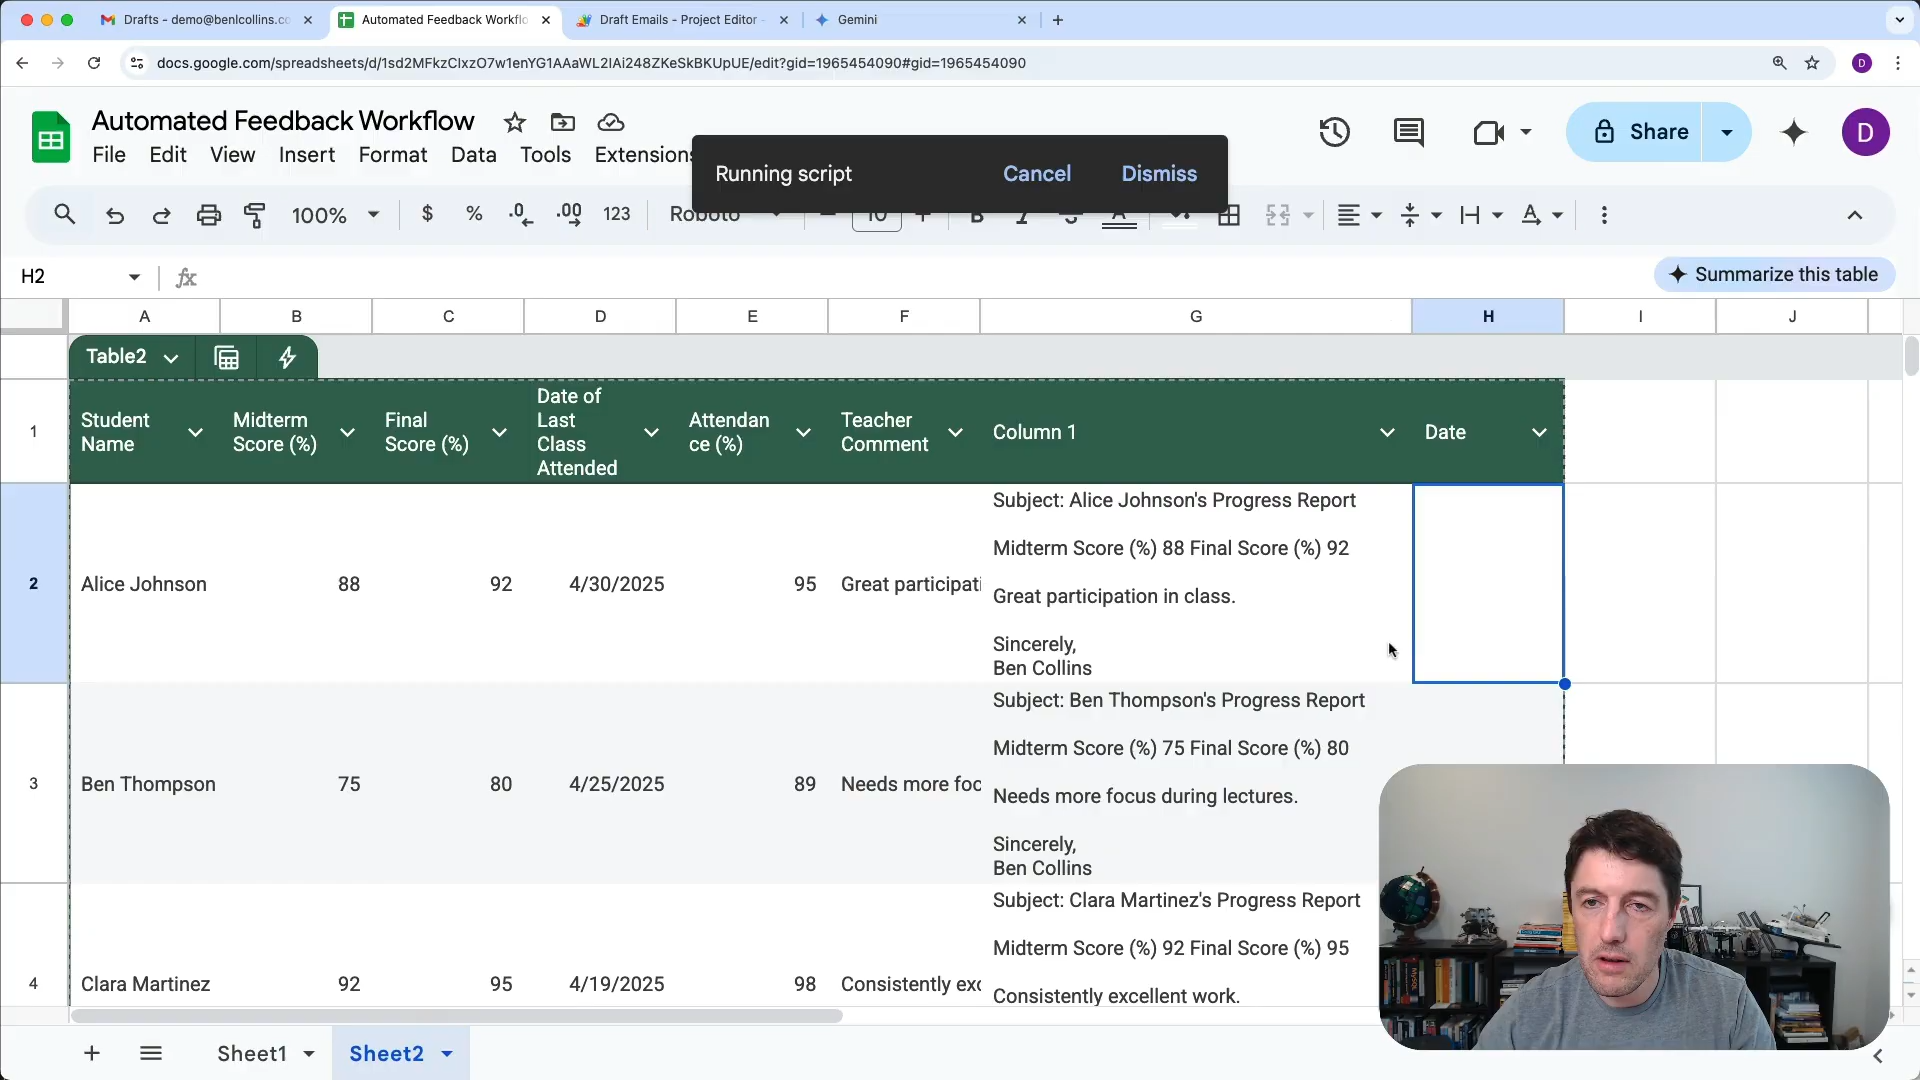 Drafts - demo@benlcollins.co
Automated Feedback Workflo
Draft Emails - Project Editor -
Gemini
docs.google.com/spreadsheets/d/1sd2MFkzClxzO7w1enYG1AAaWL2IAi248ZKeSkBKUpUE/edit?gid=1965454090#gid=1965454090
D
Automated Feedback Workflow
Share
D
File Edit View Insert Format Data Tools Extensions
Running script Cancel Dismiss
100% $ % .0 .00 123 Roboto 10 B I S A
H2
fx
Summarize this table
A B C D E F G H I J
Table2
1
Student Name
Midterm Score (%)
Final Score (%)
Date of Last Class Attended
Attendan ce (%)
Teacher Comment
Column 1
Date
2
Alice Johnson 88 92 4/30/2025 95 Great participati
Subject: Alice Johnson's Progress Report
Midterm Score (%) 88 Final Score (%) 92
Great participation in class.
Sincerely,
Ben Collins
3
Ben Thompson 75 80 4/25/2025 89 Needs more foc
Subject: Ben Thompson's Progress Report
Midterm Score (%) 75 Final Score (%) 80
Needs more focus during lectures.
Sincerely,
Ben Collins
4
Clara Martinez 92 95 4/19/2025 98 Consistently exc
Subject: Clara Martinez's Progress Report
Midterm Score (%) 92 Final Score (%) 95
Consistently excellent work.
Sheet1
Sheet2